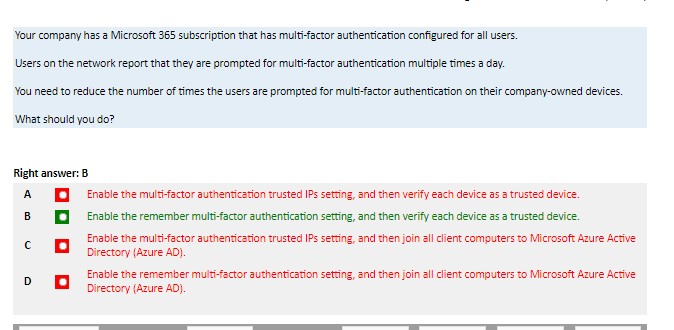 Your company has a Microsoft 365 subscription that has multi-factor authentication configured for all users.
Users on the network report that they are prompted for multi-factor authentication multiple times a day.
You need to reduce the number of times the users are prompted for multi-factor authentication on their company-owned devices.
What should you do?
Right answer: B
A Enable the multi-factor authentication trusted IPs setting, and then verify each device as a trusted device.
B Enable the remember multi-factor authentication setting, and then verify each device as a trusted device.
C Enable the multi-factor authentication trusted IPs setting, and then join all client computers to Microsoft Azure Active
Directory (Azure AD).
D Enable the remember multi-factor authentication setting, and then join all client computers to Microsoft Azure Active
Directory (Azure AD).